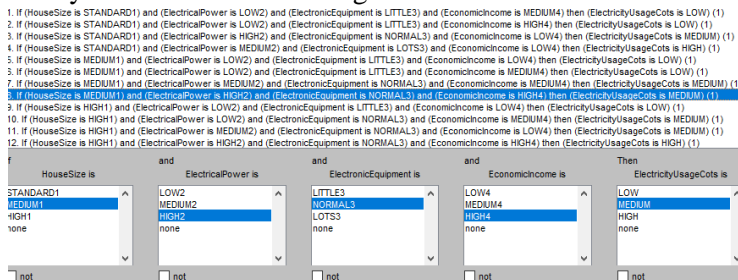 1. If (HouseSize is STANDARD1) and (ElectricalPower is LOW2) and (ElectronicEquipment is LITTLE3) and (EconomicIncome is MEDIUM4) then (ElectricityUsageCots is LOW) (1)
2. If (HouseSize is STANDARD1) and (ElectricalPower is LOW2) and (ElectronicEquipment is LITTLE3) and (EconomicIncome is HIGH4) then (ElectricityUsageCots is LOW) (1)
3. If (HouseSize is STANDARD1) and (ElectricalPower is HIGH2) and (ElectronicEquipment is NORMAL3) and (EconomicIncome is LOW4) then (ElectricityUsageCots is MEDIUM) (1)
4. If (HouseSize is STANDARD1) and (ElectricalPower is MEDIUM2) and (ElectronicEquipment is LOTS3) and (EconomicIncome is LOW4) then (ElectricityUsageCots is HIGH) (1)
5. If (HouseSize is MEDIUM1) and (ElectricalPower is LOW2) and (ElectronicEquipment is LITTLE3) and (EconomicIncome is LOW4) then (ElectricityUsageCots is LOW) (1)
6. If (HouseSize is MEDIUM1) and (ElectricalPower is LOW2) and (ElectronicEquipment is LITTLE3) and (EconomicIncome is MEDIUM4) then (ElectricityUsageCots is LOW) (1)
7. If (HouseSize is MEDIUM1) and (ElectricalPower is MEDIUM2) and (ElectronicEquipment is NORMAL3) and (EconomicIncome is MEDIUM4) then (ElectricityUsageCots is MEDIUM) (1)
8. If (HouseSize is MEDIUM1) and (ElectricalPower is HIGH2) and (ElectronicEquipment is NORMAL3) and (EconomicIncome is HIGH4) then (ElectricityUsageCots is MEDIUM) (1)
9. If (HouseSize is HIGH1) and (ElectricalPower is LOW2) and (ElectronicEquipment is LITTLE3) and (EconomicIncome is LOW4) then (ElectricityUsageCots is LOW) (1)
10. If (HouseSize is HIGH1) and (ElectricalPower is LOW2) and (ElectronicEquipment is NORMAL3) and (EconomicIncome is MEDIUM4) then (ElectricityUsageCots is MEDIUM) (1)
11. If (HouseSize is HIGH1) and (ElectricalPower is MEDIUM2) and (ElectronicEquipment is NORMAL3) and (EconomicIncome is LOW4) then (ElectricityUsageCots is MEDIUM) (1)
12. If (HouseSize is HIGH1) and (ElectricalPower is HIGH2) and (ElectronicEquipment is NORMAL3) and (EconomicIncome is HIGH4) then (ElectricityUsageCots is HIGH) (1)
If and and and Then
HouseSize is ElectricalPower is ElectronicEquipment is EconomicIncome is ElectricityUsageCots is
STANDARD1 LOW2 LITTLE3 LOW4 LOW
MEDIUM1 MEDIUM2 NORMAL3 MEDIUM4 MEDIUM
HIGH1 HIGH2 LOTS3 HIGH4 HIGH
none none none none none
not not not not not